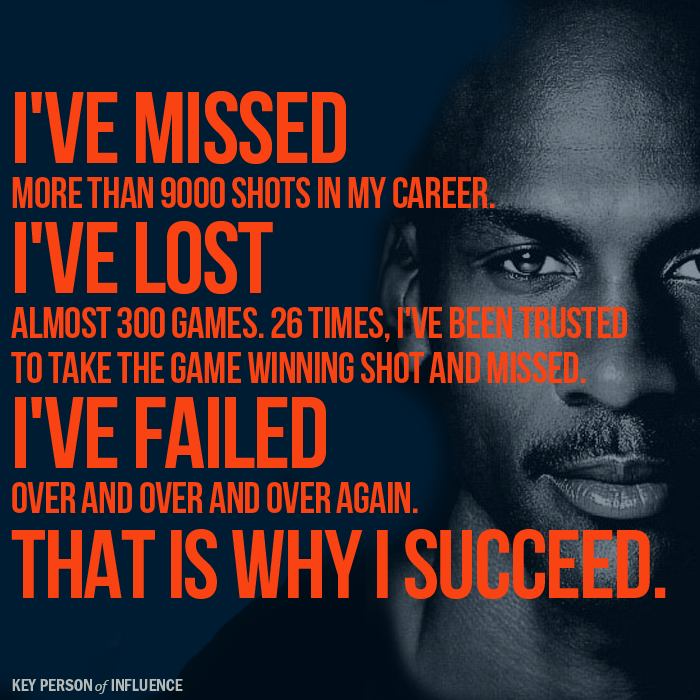 I'VE MISSED
MORE THAN 9000 SHOTS IN MY CAREER.
I'VE LOST
ALMOST 300 GAMES. 26 TIMES, I'VE BEEN TRUSTED
TO TAKE THE GAME WINNING SHOT AND MISSED.
I'VE FAILED
OVER AND OVER AND OVER AGAIN.
THAT IS WHY I SUCCEED.
KEY PERSON of INFLUENCE